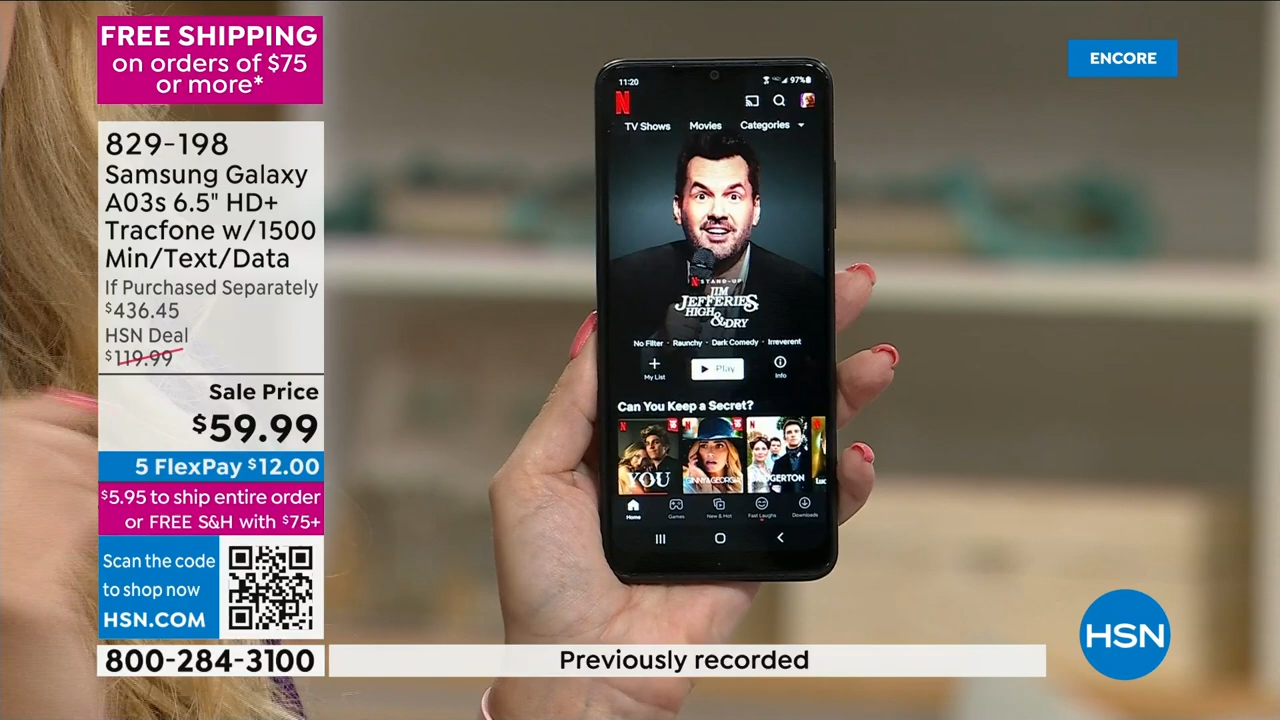 FREE SHIPPING
on orders of $75
or more*
829-198
Samsung Galaxy
A03s 6.5" HD+
Tracfone w/1500
Min/Text/Data
If Purchased Separately
$436.45
HSN Deal
$119.99
Sale Price
$59.99
5 FlexPay $12.00
$5.95 to ship entire order
or FREE S&H with $75+
Scan the code
to shop now
HSN.COM
800-284-3100
Previously recorded
ENCORE
HSN
11:20
97%
N
TV Shows Movies Categories
N STAND-UP
JIM
JEFFERIES
HIGH
& DRY
No Filter · Raunchy · Dark Comedy · Irreverent
My List
Play
Info
Can You Keep a Secret?
YOU
GINNY & GEORGIA
BRIDGERTON
Luc
Home
Games
New & Hot
Fast Laughs
Downloads